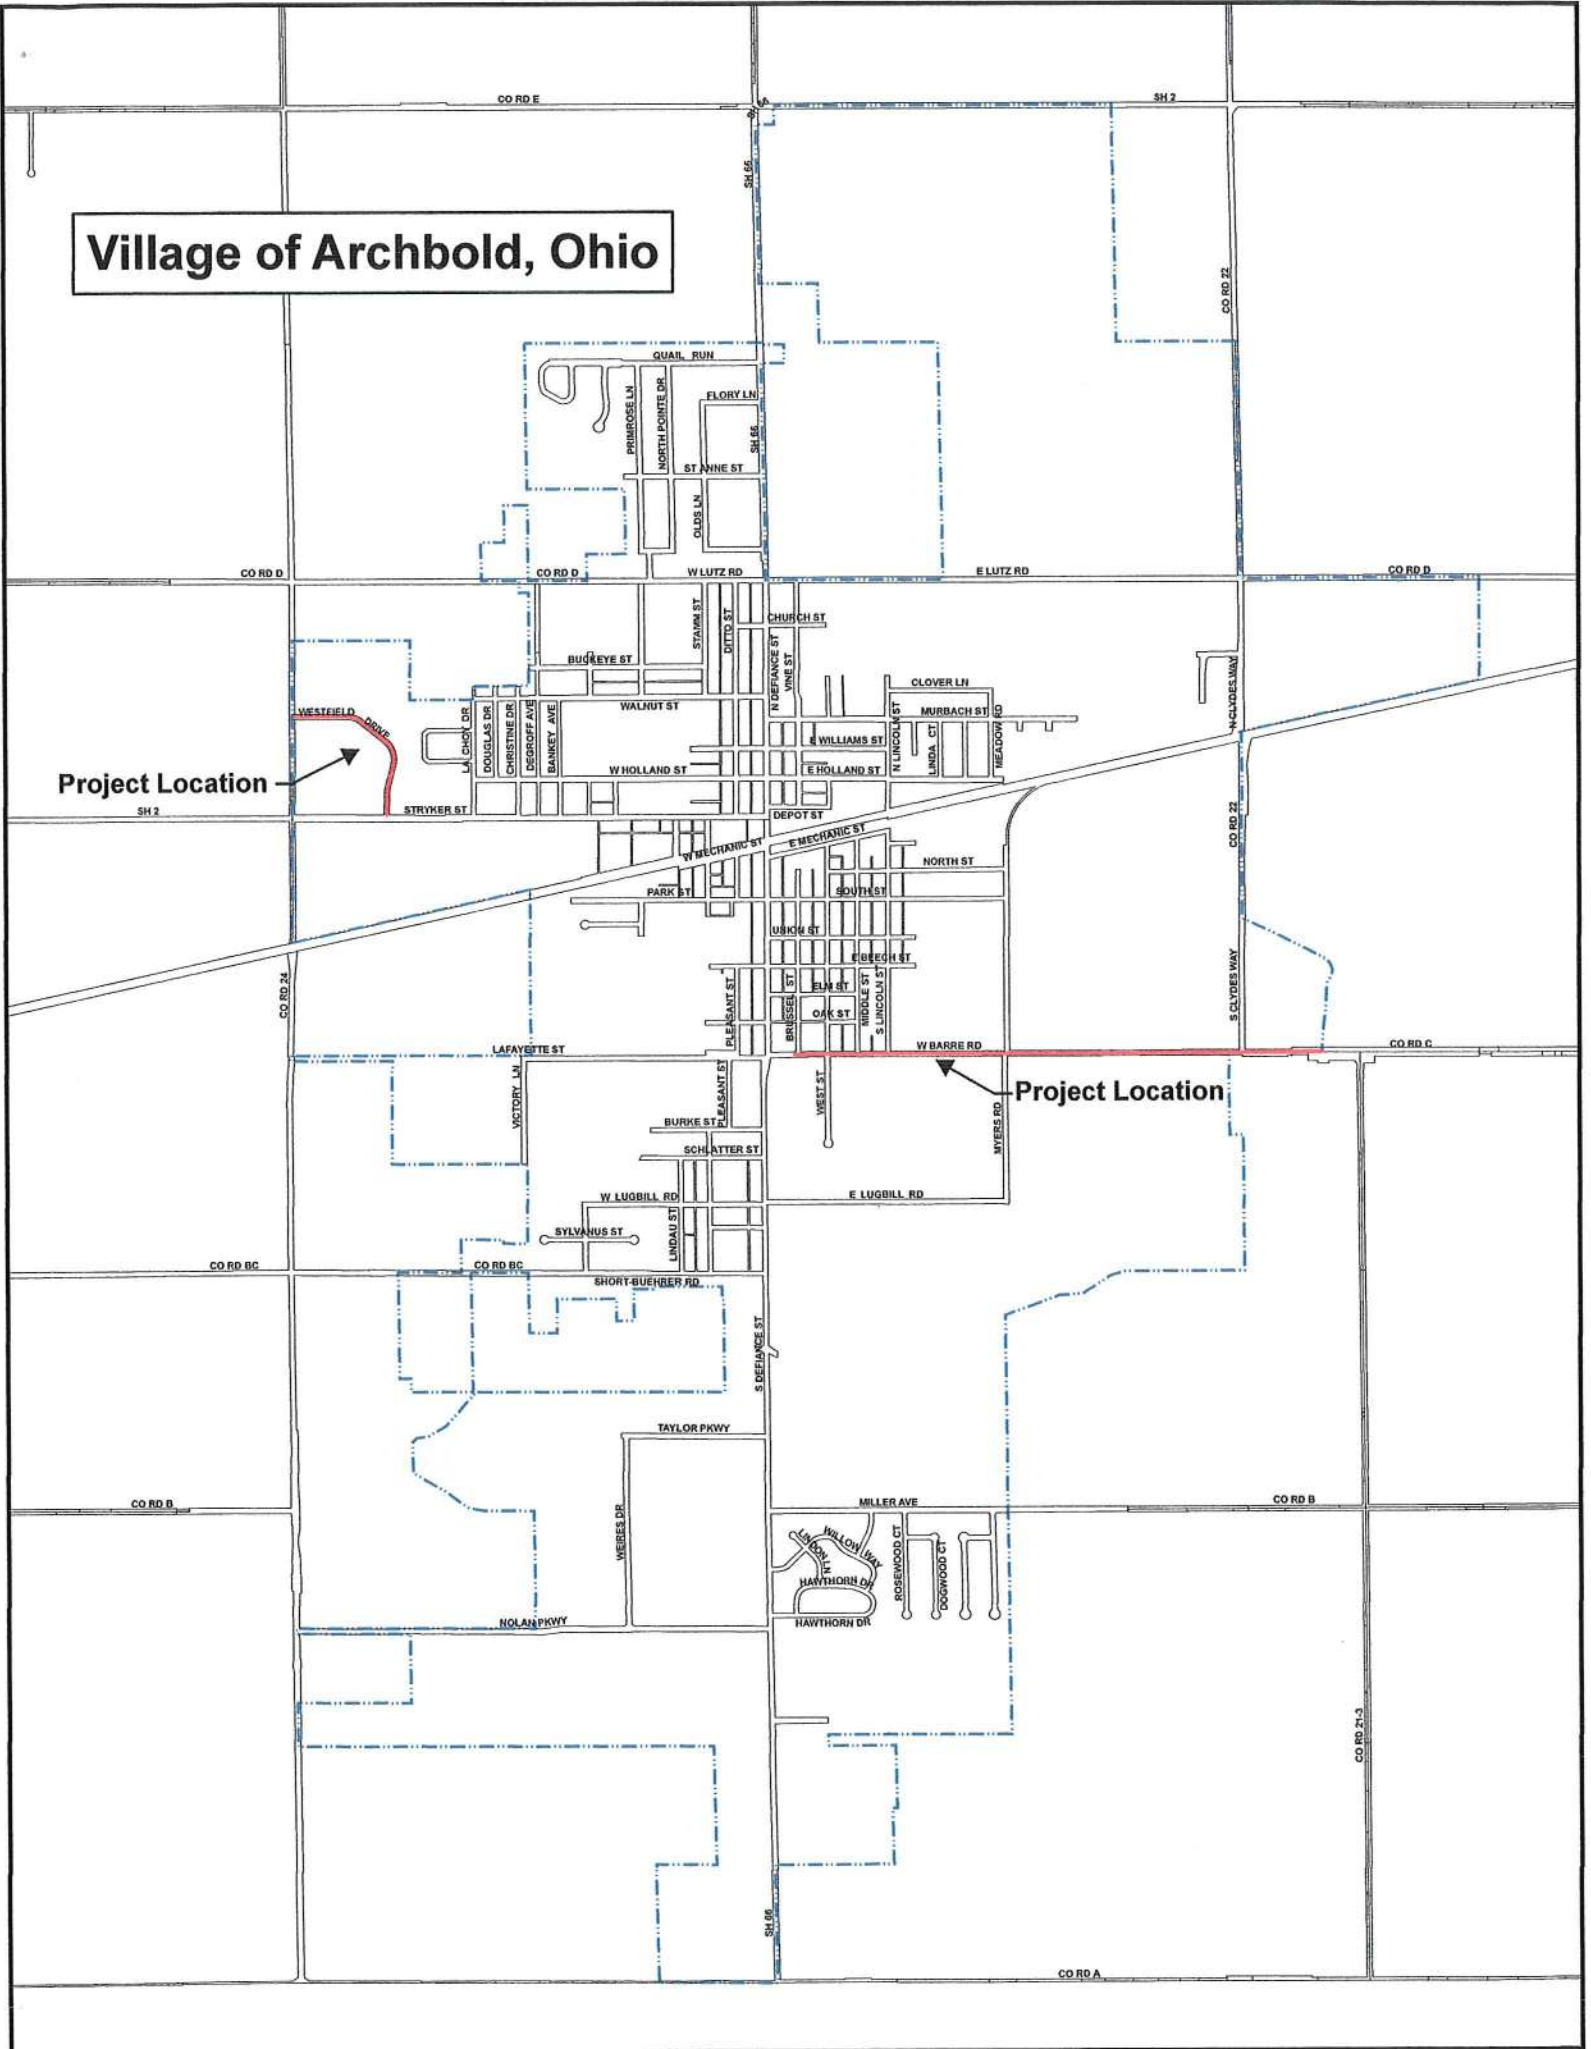 CO RD E
SH 2
SH 66
SH 66
Village of Archbold, Ohio
CO RD 22
QUAIL RUN
PRIMROSE LN
NORTH POINTE DR
FLORY LN
SH 66
ST ANNE ST
OLDS LN
CO RD D
CO RD D
W LUTZ RD
E LUTZ RD
CO RD D
STAMM ST
DITTO ST
CHURCH ST
N DEFIANCE ST
VINE ST
BUCKEYE ST
CLOVER LN
N CLYDES WAY
WESTFIELD DRIVE
WALNUT ST
MURBACH ST
LA CHOY DR
DOUGLAS DR
CHRISTINE DR
DEGROFF AVE
BANKEY AVE
E WILLIAMS ST
N LINCOLN ST
LINDA CT
MEADOW RD
W HOLLAND ST
E HOLLAND ST
Project Location
SH 2
STRYKER ST
DEPOT ST
CO RD 22
W MECHANIC ST
E MECHANIC ST
NORTH ST
PARK ST
SOUTH ST
UNION ST
E BEECH ST
CO RD 24
PLEASANT ST
BRUSSEL ST
ELM ST
OAK ST
MIDDLE ST
S LINCOLN ST
S CLYDES WAY
LAFAYETTE ST
W BARRE RD
CO RD C
VICTORY LN
PLEASANT ST
WEST ST
Project Location
MYERS RD
BURKE ST
SCHLATTER ST
W LUGBILL RD
E LUGBILL RD
SYLVANUS ST
LINDAU ST
CO RD BC
CO RD BC
SHORT-BUEHRER RD
S DEFIANCE ST
TAYLOR PKWY
CO RD B
MILLER AVE
CO RD B
WEIRES DR
LINDON LN
WILLOW WAY
ROSEWOOD CT
DOGWOOD CT
HAWTHORN DR
NOLAN PKWY
HAWTHORN DR
CO RD 21-3
SH 66
CO RD A